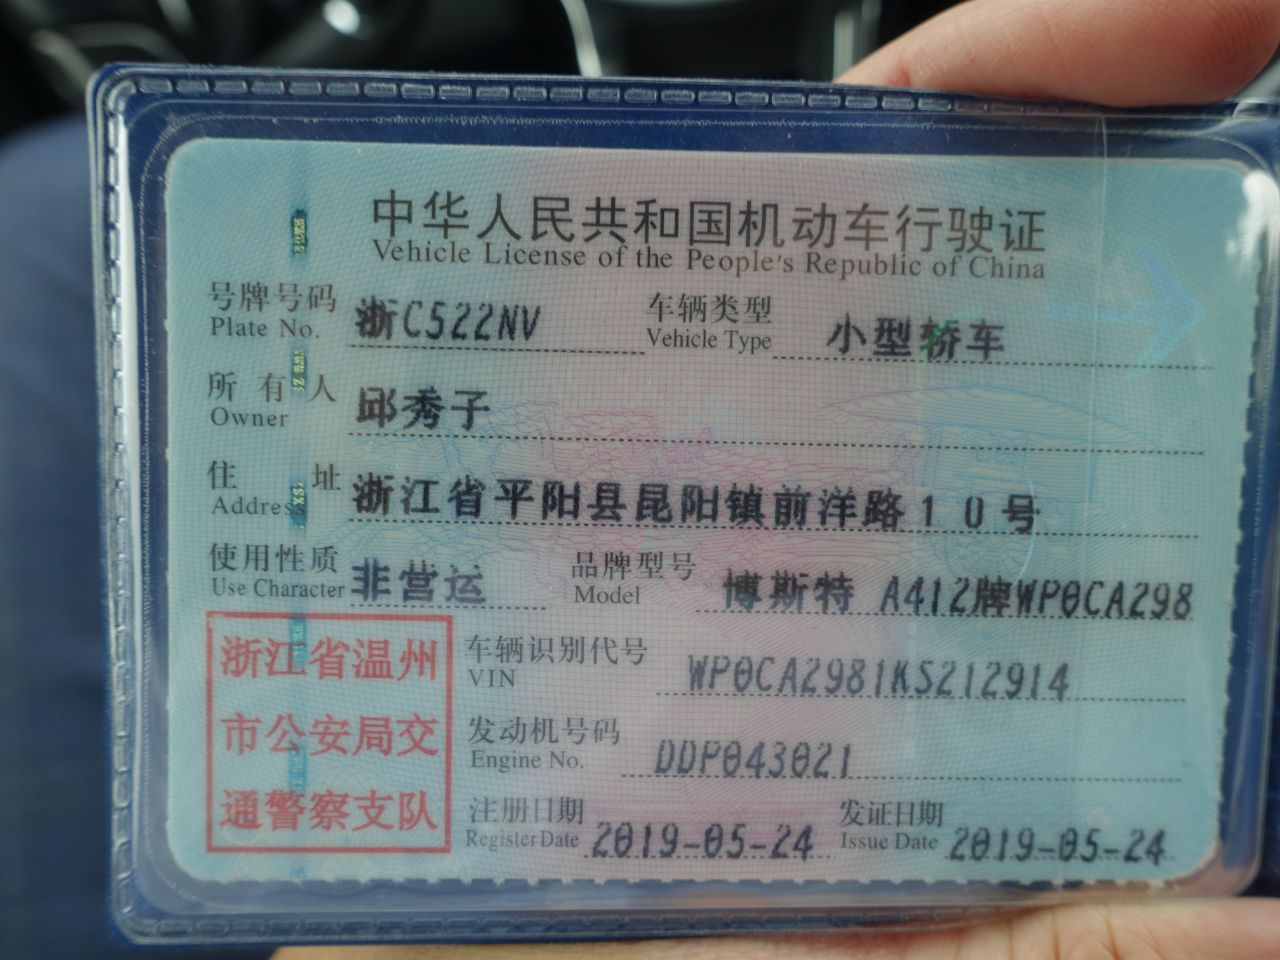 中华人民共和国机动车行驶证
Vehicle License of the People's Republic of China
号牌号码 浙C522NV 车辆类型 小型轿车
Plate No. Vehicle Type
所有人 邱秀子
Owner
住址 浙江省平阳县昆阳镇前洋路10号
Address
使用性质 非营运 品牌型号 博斯特 A412牌WP0CA298
Use Character Model
浙江省温州
市公安局交
通警察支队
车辆识别代号 WP0CA2981KS212914
VIN
发动机号码 DDP043021
Engine No.
注册日期 2019-05-24 发证日期 2019-05-24
Register Date Issue Date